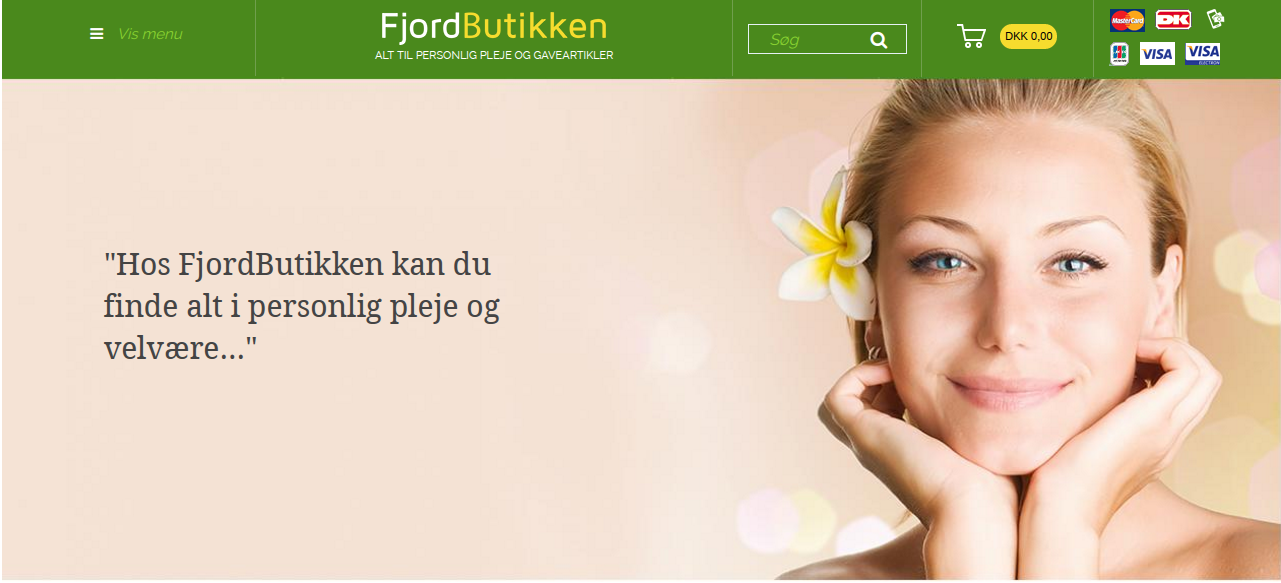 Vis menu
FjordButikken
ALT TIL PERSONLIG PLEJE OG GAVEARTIKLER
Søg
DKK 0,00
MasterCard
DK
JCB
VISA
VISA
ELECTRON
"Hos FjordButikken kan du
finde alt i personlig pleje og
velvære..."